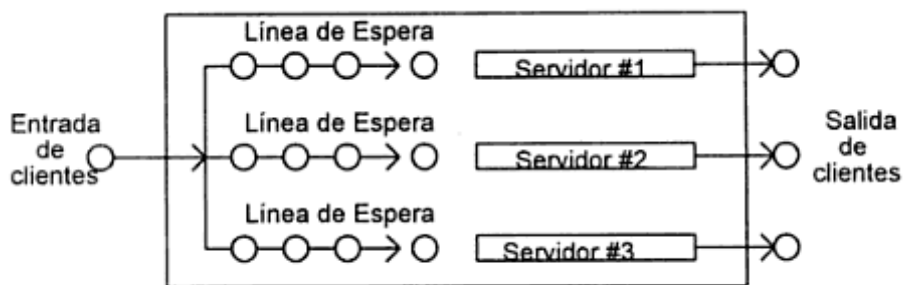 Línea de Espera
Servidor #1
Entrada
de
clientes
Línea de Espera
Servidor #2
Salida
de
clientes
Línea de Espera
Servidor #3